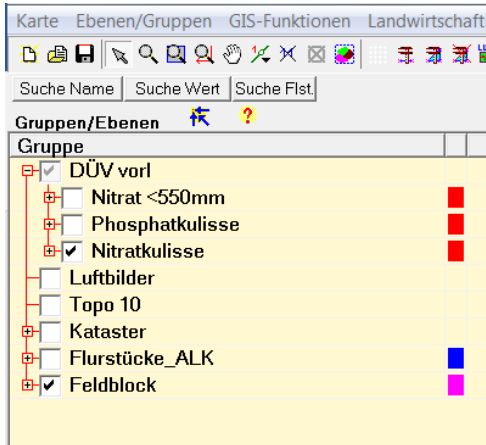 Karte Ebenen/Gruppen GIS-Funktionen Landwirtschaft
Suche Name Suche Wert Suche Flst.
Gruppen/Ebenen ?
Gruppe
DÜV vorl
Nitrat <550mm
Phosphatkulisse
Nitratkulisse
Luftbilder
Topo 10
Kataster
Flurstücke_ALK
Feldblock